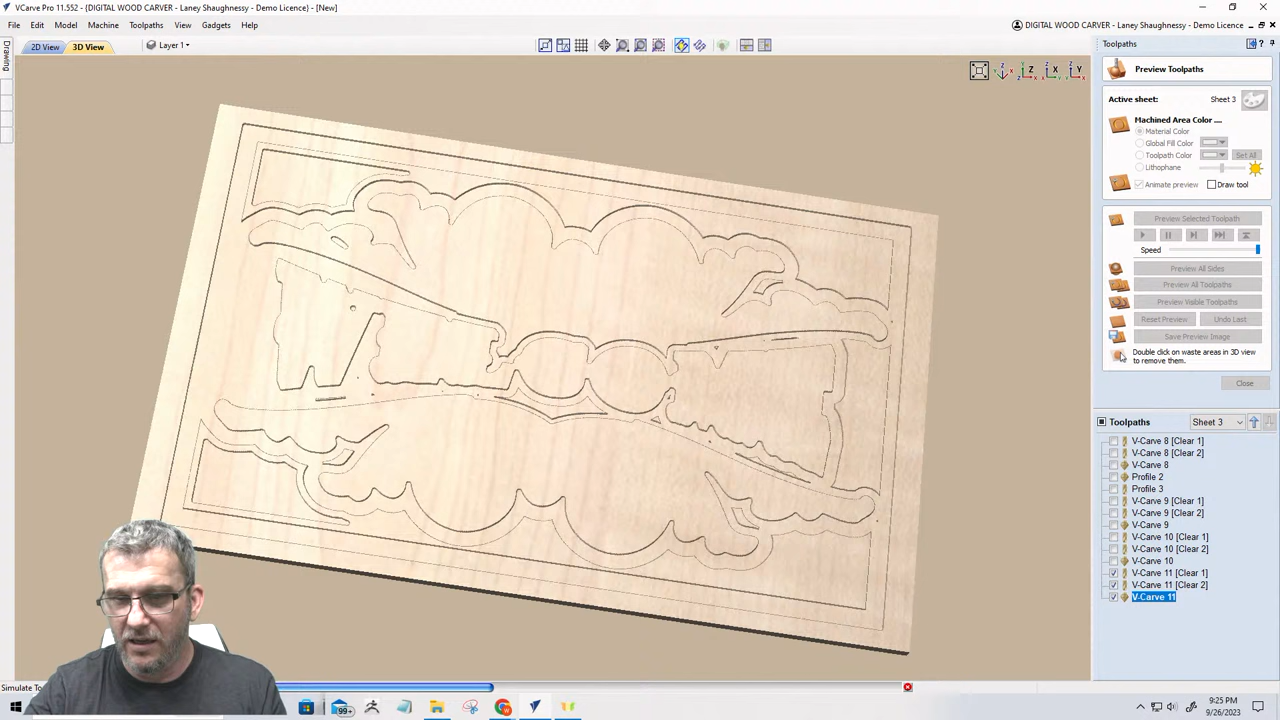 VCarve Pro 11.552 - {DIGITAL WOOD CARVER - Laney Shaughnessy - Demo Licence} - [New]
File Edit Model Machine Toolpaths View Gadgets Help
DIGITAL WOOD CARVER - Laney Shaughnessy - Demo Licence
2D View 3D View Layer 1
Drawing
Toolpaths
Preview Toolpaths
Active sheet: Sheet 3
Machined Area Color ....
Material Color
Global Fill Color
Toolpath Color Set All
Lithophane
Animate preview Draw tool
Preview Selected Toolpath
Speed
Preview All Sides
Preview All Toolpaths
Preview Visible Toolpaths
Reset Preview Undo Last
Save Preview Image
Double click on waste areas in 3D view
to remove them.
Close
Toolpaths Sheet 3
V-Carve 8 [Clear 1]
V-Carve 8 [Clear 2]
V-Carve 8
Profile 2
Profile 3
V-Carve 9 [Clear 1]
V-Carve 9 [Clear 2]
V-Carve 9
V-Carve 10 [Clear 1]
V-Carve 10 [Clear 2]
V-Carve 10
V-Carve 11 [Clear 1]
V-Carve 11 [Clear 2]
V-Carve 11
Simulate To
99+
9:25 PM
9/26/2023